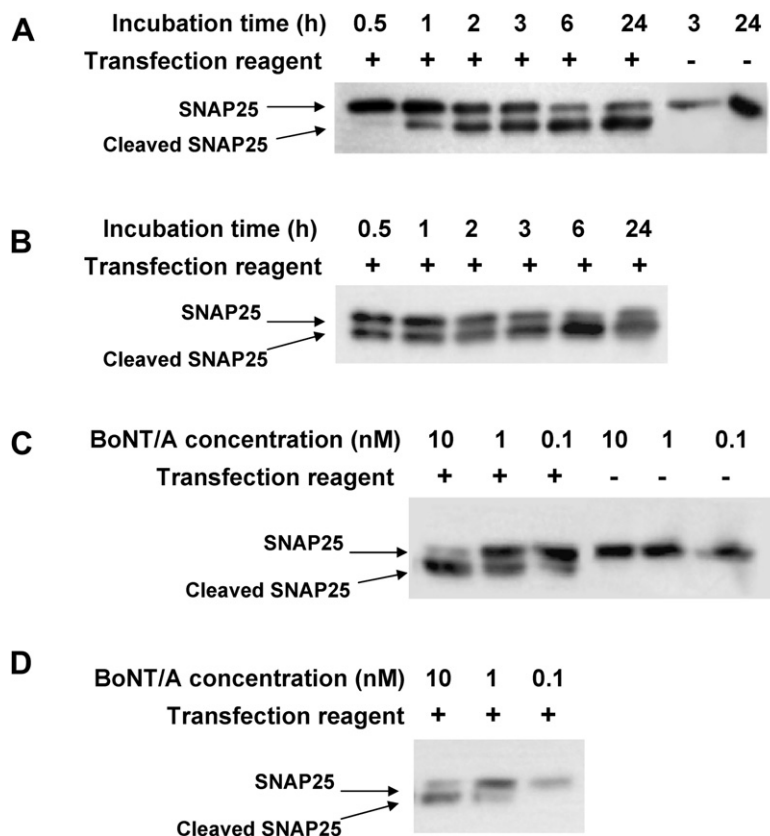 A
Incubation time (h) 0.5 1 2 3 6 24 3 24
Transfection reagent + + + + + + - -
SNAP25
Cleaved SNAP25
B
Incubation time (h) 0.5 1 2 3 6 24
Transfection reagent + + + + + +
SNAP25
Cleaved SNAP25
C
BoNT/A concentration (nM) 10 1 0.1 10 1 0.1
Transfection reagent + + + - - -
SNAP25
Cleaved SNAP25
D
BoNT/A concentration (nM) 10 1 0.1
Transfection reagent + + +
SNAP25
Cleaved SNAP25